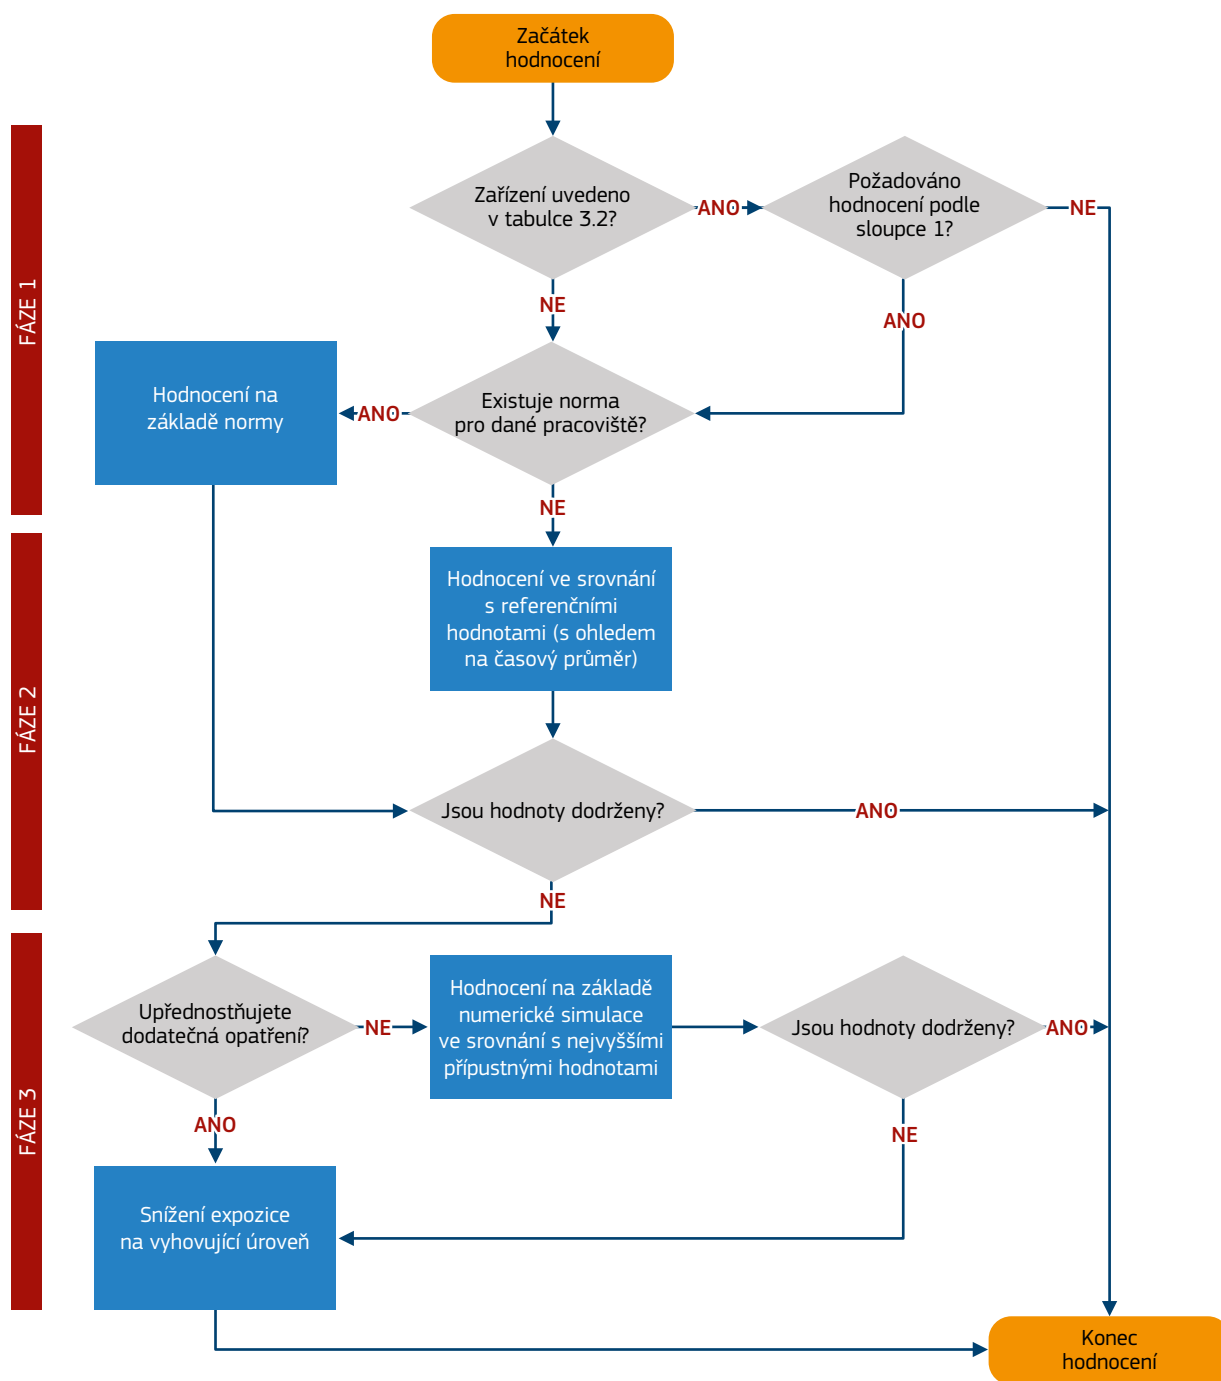 Začátek
hodnocení
FÁZE 1
Zařízení uvedeno
v tabulce 3.2?
ANO
Požadováno
hodnocení podle
sloupce 1?
NE
NE
ANO
Hodnocení na
základě normy
ANO
Existuje norma
pro dané pracoviště?
NE
FÁZE 2
Hodnocení ve srovnání
s referenčními
hodnotami (s ohledem
na časový průměr)
Jsou hodnoty dodrženy?
ANO
NE
FÁZE 3
Upřednostňujete
dodatečná opatření?
NE
Hodnocení na základě
numerické simulace
ve srovnání s nejvyššími
přípustnými hodnotami
Jsou hodnoty dodrženy?
ANO
ANO
NE
Snížení expozice
na vyhovující úroveň
Konec
hodnocení